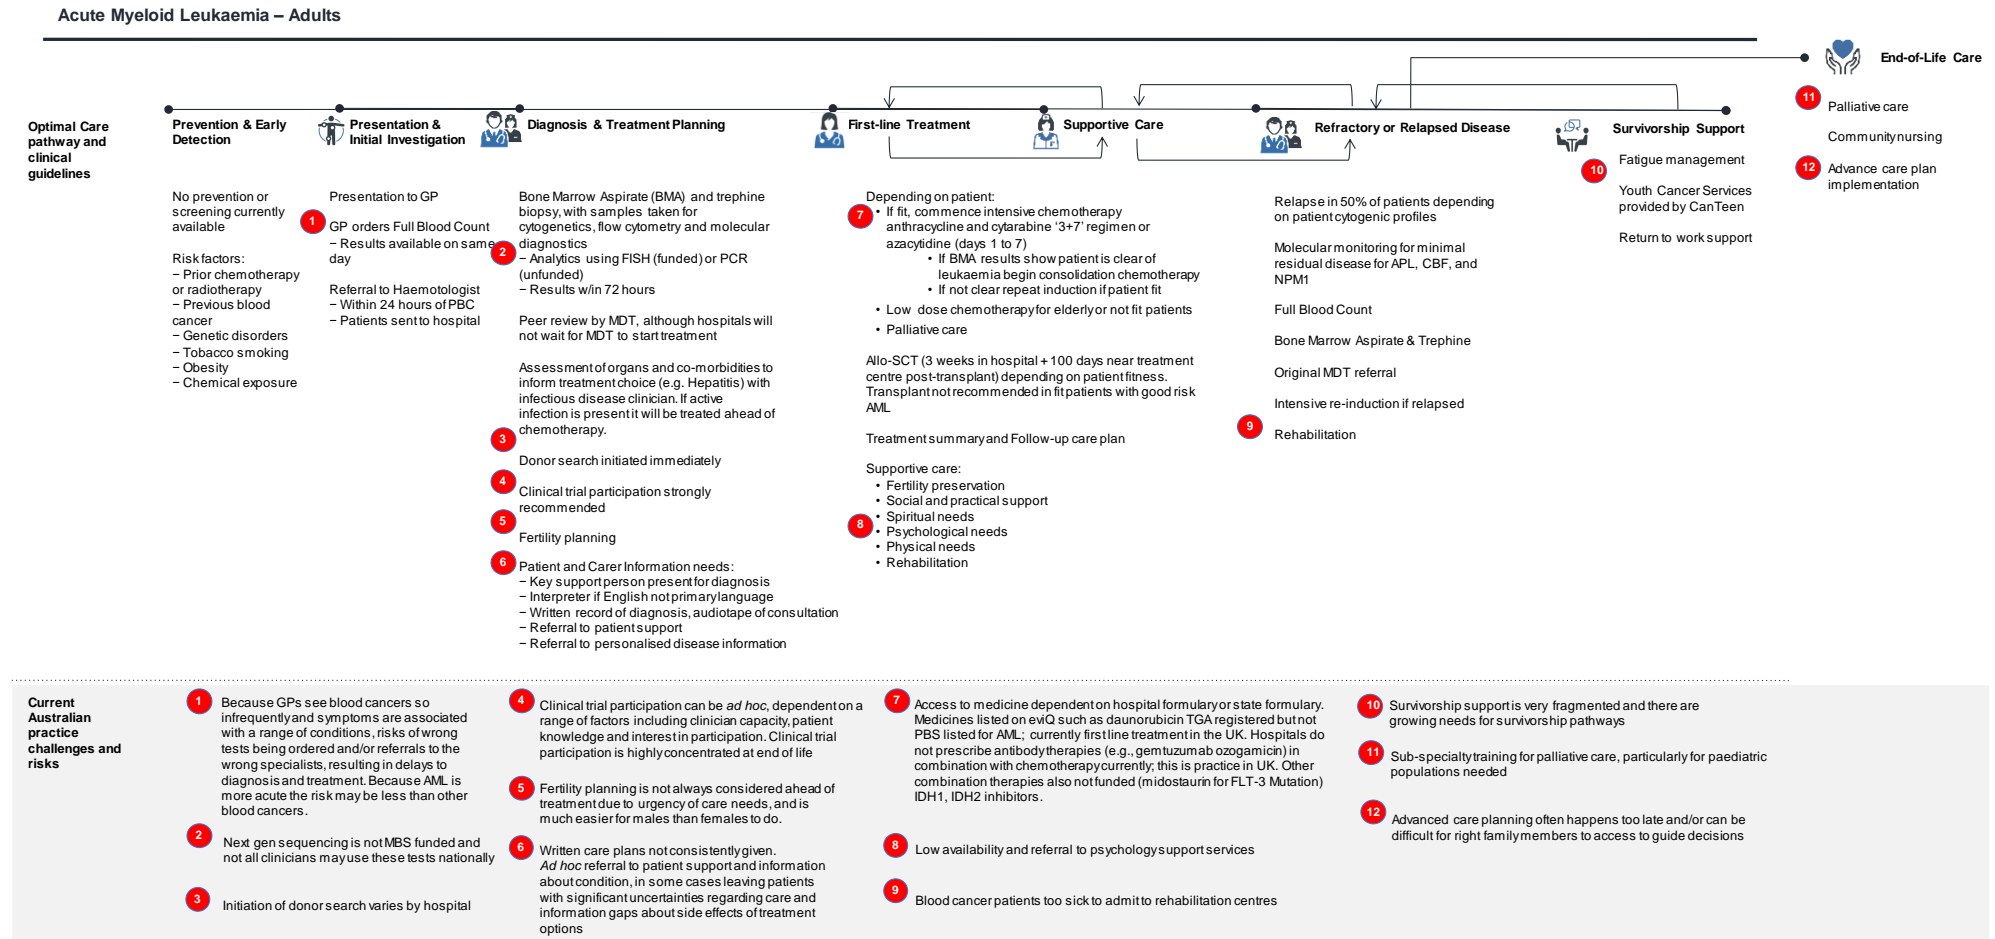 Acute Myeloid Leukaemia – Adults
End-of-Life Care
11
Palliative care
Community nursing
12
Advance care plan
implementation
Optimal Care
pathway and
clinical
guidelines
Prevention & Early
Detection
No prevention or
screening currently
available
Risk factors:
− Prior chemotherapy
or radiotherapy
− Previous blood
cancer
− Genetic disorders
− Tobacco smoking
− Obesity
− Chemical exposure
Presentation &
Initial Investigation
Presentation to GP
1
GP orders Full Blood Count
− Results available on same
day
Referral to Haemotologist
− Within 24 hours of PBC
− Patients sent to hospital
Diagnosis & Treatment Planning
Bone Marrow Aspirate (BMA) and trephine
biopsy, with samples taken for
cytogenetics, flow cytometry and molecular
diagnostics
2
− Analytics using FISH (funded) or PCR
(unfunded)
− Results w/in 72 hours
Peer review by MDT, although hospitals will
not wait for MDT to start treatment
Assessment of organs and co-morbidities to
inform treatment choice (e.g. Hepatitis) with
infectious disease clinician. If active
infection is present it will be treated ahead of
chemotherapy.
3
Donor search initiated immediately
4
Clinical trial participation strongly
recommended
5
Fertility planning
6
Patient and Carer Information needs:
− Key support person present for diagnosis
− Interpreter if English not primary language
− Written record of diagnosis, audiotape of consultation
− Referral to patient support
− Referral to personalised disease information
First-line Treatment
Supportive Care
Depending on patient:
7
• If fit, commence intensive chemotherapy
anthracycline and cytarabine ‘3+7’ regimen or
azacytidine (days 1 to 7)
• If BMA results show patient is clear of
leukaemia begin consolidation chemotherapy
• If not clear repeat induction if patient fit
• Low dose chemotherapy for elderly or not fit patients
• Palliative care
Allo-SCT (3 weeks in hospital + 100 days near treatment
centre post-transplant) depending on patient fitness.
Transplant not recommended in fit patients with good risk
AML
Treatment summary and Follow-up care plan
Supportive care:
• Fertility preservation
• Social and practical support
• Spiritual needs
8
• Psychological needs
• Physical needs
• Rehabilitation
Refractory or Relapsed Disease
Relapse in 50% of patients depending
on patient cytogenic profiles
Molecular monitoring for minimal
residual disease for APL, CBF, and
NPM1
Full Blood Count
Bone Marrow Aspirate & Trephine
Original MDT referral
Intensive re-induction if relapsed
9
Rehabilitation
Survivorship Support
10
Fatigue management
Youth Cancer Services
provided by CanTeen
Return to work support
Current
Australian
practice
challenges and
risks
1
Because GPs see blood cancers so
infrequently and symptoms are associated
with a range of conditions, risks of wrong
tests being ordered and/or referrals to the
wrong specialists, resulting in delays to
diagnosis and treatment. Because AML is
more acute the risk may be less than other
blood cancers.
2
Next gen sequencing is not MBS funded and
not all clinicians may use these tests nationally
3
Initiation of donor search varies by hospital
4
Clinical trial participation can be ad hoc, dependent on a
range of factors including clinician capacity, patient
knowledge and interest in participation. Clinical trial
participation is highly concentrated at end of life
5
Fertility planning is not always considered ahead of
treatment due to urgency of care needs, and is
much easier for males than females to do.
6
Written care plans not consistently given.
Ad hoc referral to patient support and information
about condition, in some cases leaving patients
with significant uncertainties regarding care and
information gaps about side effects of treatment
options
7
Access to medicine dependent on hospital formulary or state formulary.
Medicines listed on eviQ such as daunorubicin TGA registered but not
PBS listed for AML; currently first line treatment in the UK. Hospitals do
not prescribe antibody therapies (e.g., gemtuzumab ozogamicin) in
combination with chemotherapy currently; this is practice in UK. Other
combination therapies also not funded (midostaurin for FLT-3 Mutation)
IDH1, IDH2 inhibitors.
8
Low availability and referral to psychology support services
9
Blood cancer patients too sick to admit to rehabilitation centres
10
Survivorship support is very fragmented and there are
growing needs for survivorship pathways
11
Sub-specialty training for palliative care, particularly for paediatric
populations needed
12
Advanced care planning often happens too late and/or can be
difficult for right family members to access to guide decisions